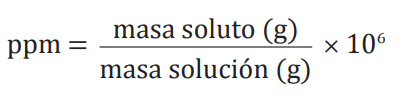 ppm = masa soluto (g) / masa solución (g) × 10⁶